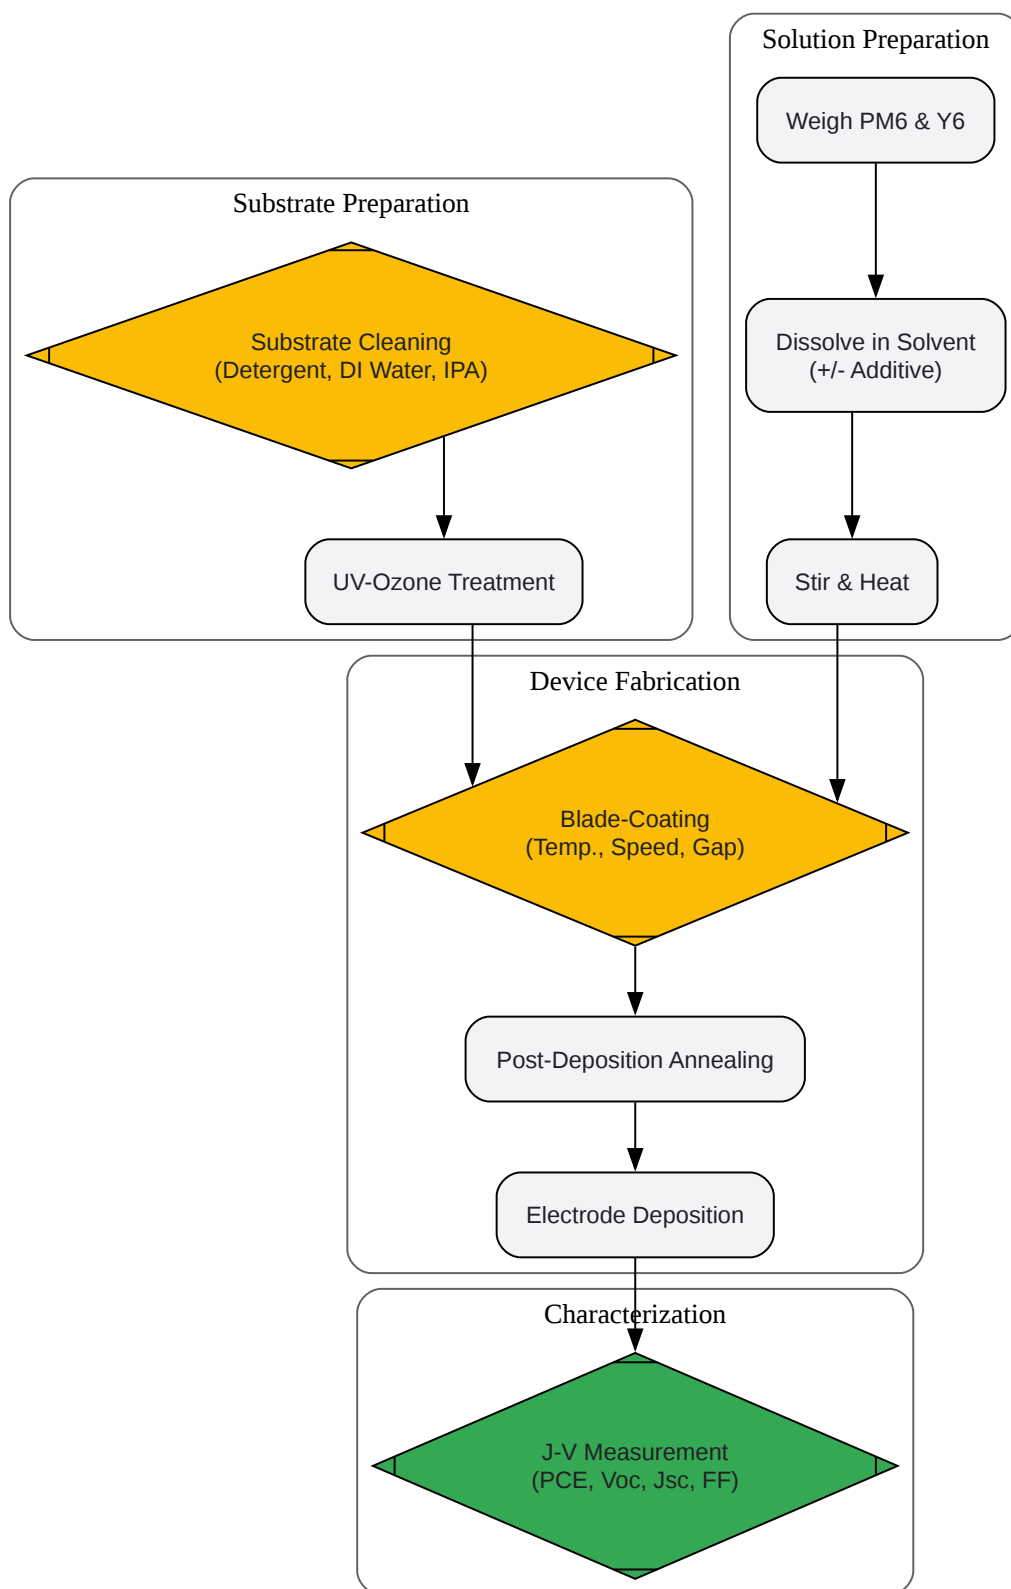 Solution Preparation
Weigh PM6 & Y6
Substrate Preparation
Substrate Cleaning
(Detergent, DI Water, IPA)
Dissolve in Solvent
(+/- Additive)
UV-Ozone Treatment
Stir & Heat
Device Fabrication
Blade-Coating
(Temp., Speed, Gap)
Post-Deposition Annealing
Electrode Deposition
Characterization
J-V Measurement
(PCE, Voc, Jsc, FF)